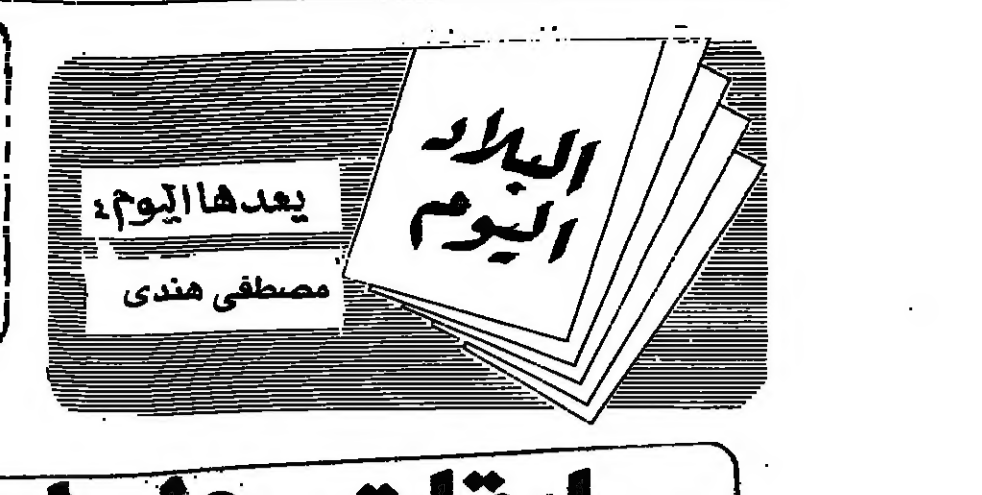 البلاد
اليوم
يعدها اليوم:
مصطفى هندى